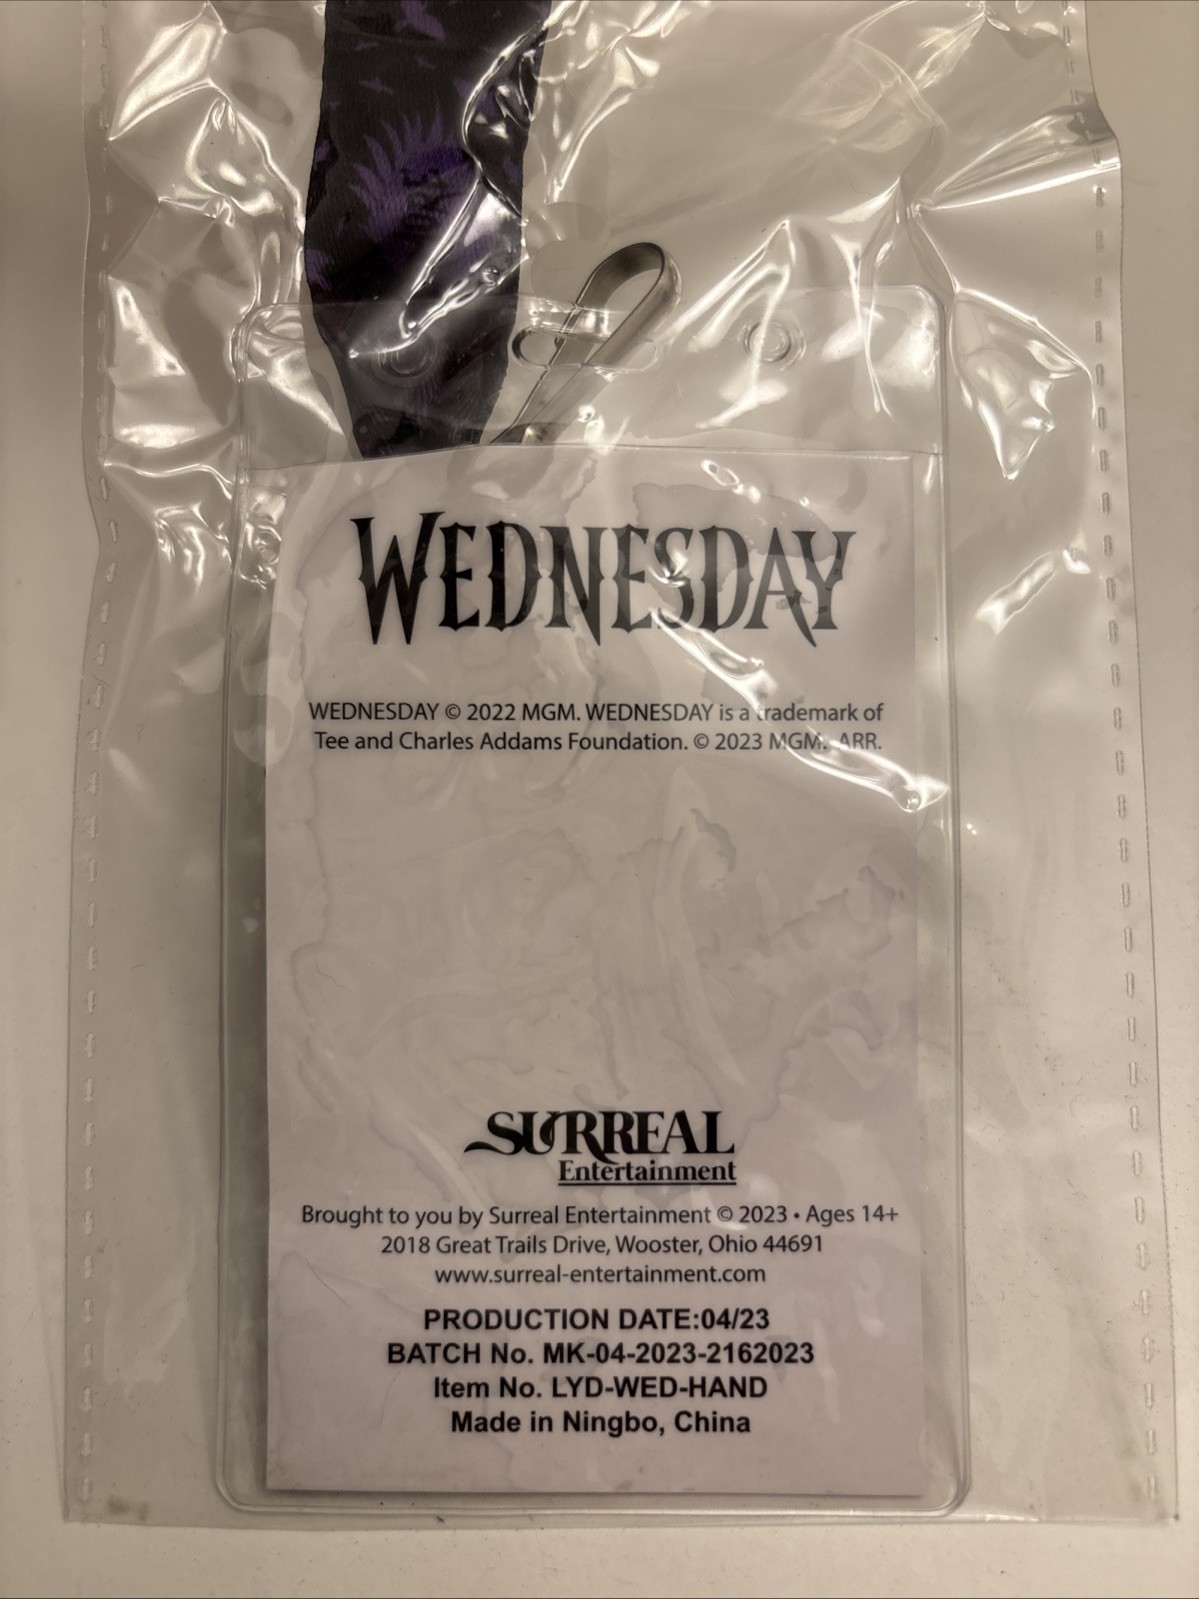 WEDNESDAY
WEDNESDAY © 2022 MGM. WEDNESDAY is a trademark of
Tee and Charles Addams Foundation. © 2023 MGM. ARR.
SURREAL
Entertainment
Brought to you by Surreal Entertainment © 2023 • Ages 14+
2018 Great Trails Drive, Wooster, Ohio 44691
www.surreal-entertainment.com
PRODUCTION DATE:04/23
BATCH No. MK-04-2023-2162023
Item No. LYD-WED-HAND
Made in Ningbo, China